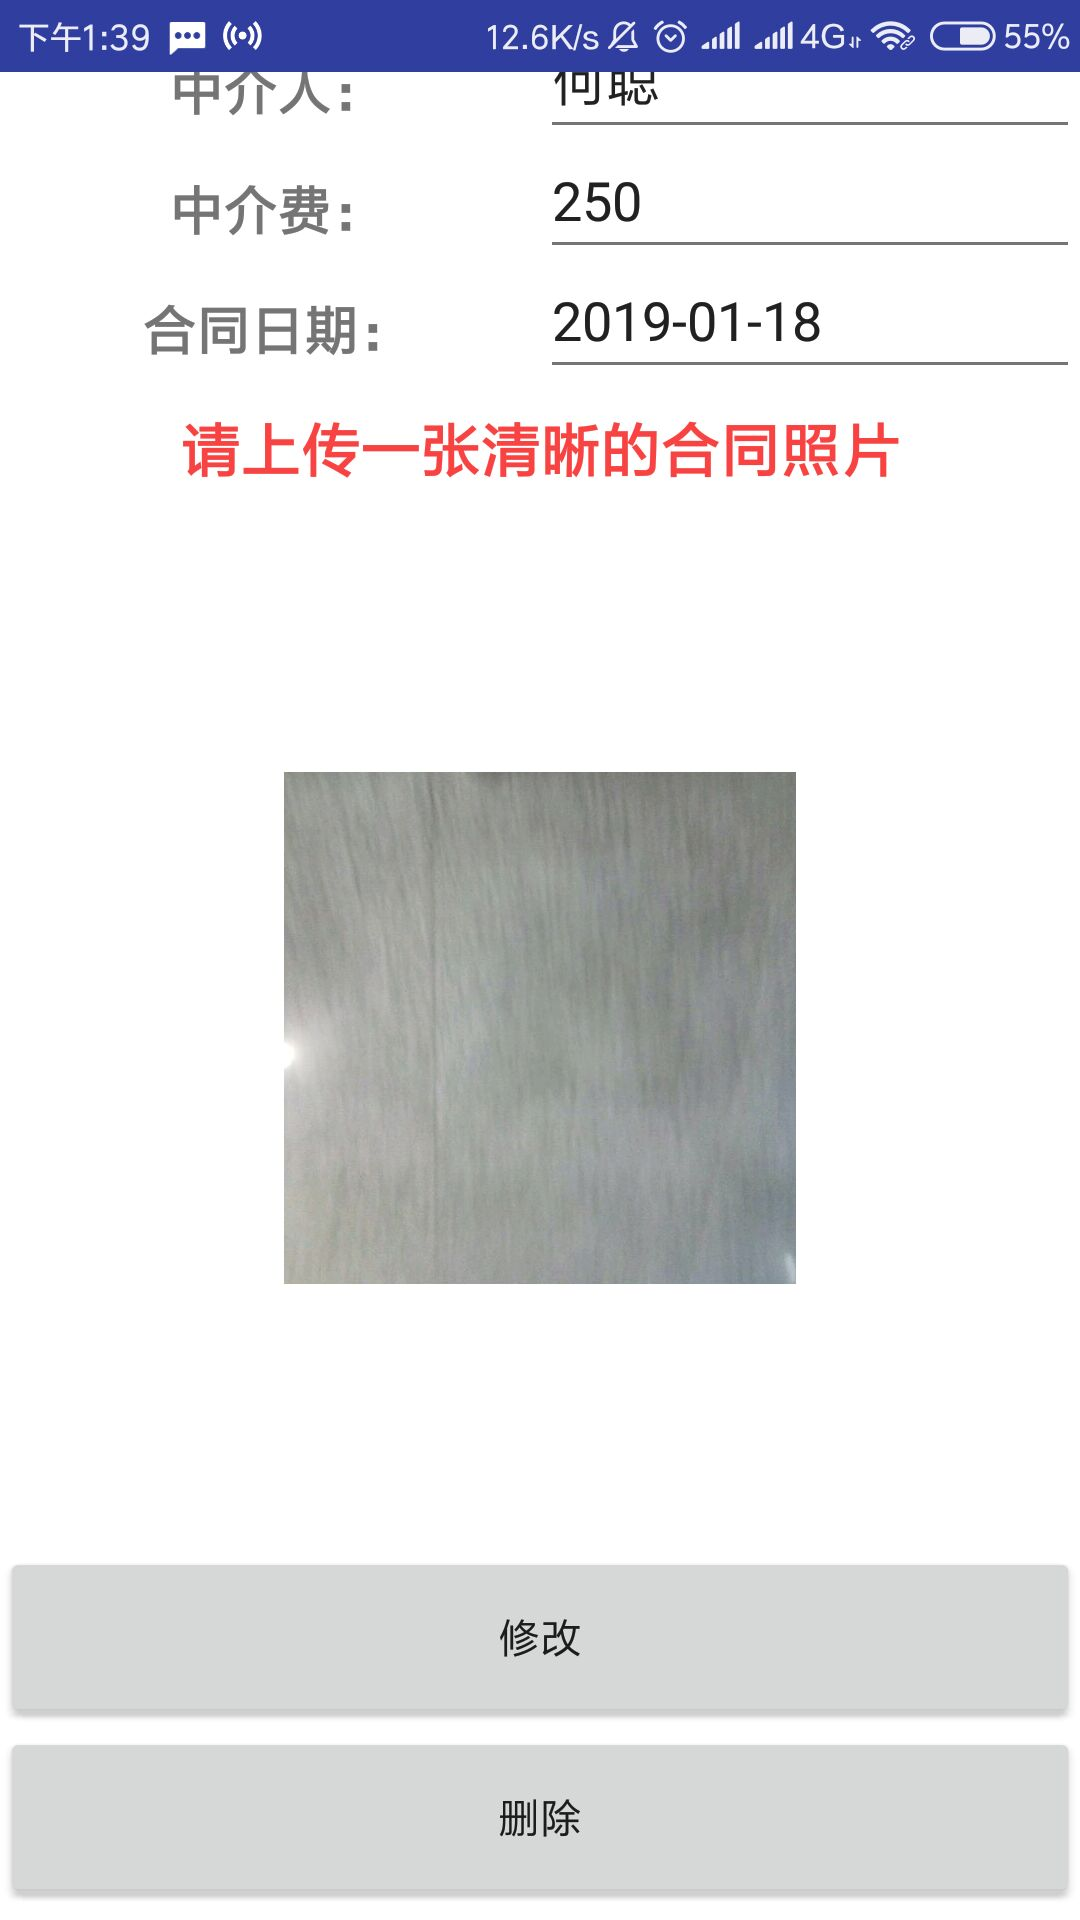 下午1:39 12.6K/s 4G 55%
中介人: 何聪
中介费: 250
合同日期: 2019-01-18
请上传一张清晰的合同照片
修改
删除